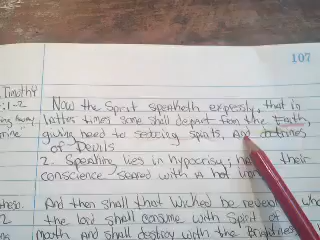 107
Timothy
:1-2
Now the Spirit speaketh expressly, that in
latter times some shall depart from the Faith,
giving heed to seducing spirits, and doctrines
of Devils
2. Speaking lies in hypocrisy; their
conscience seared with a hot
And then shall that Wicked be
the lord shall consume with Spirit of
Mouth and shall destroy with the Brightness